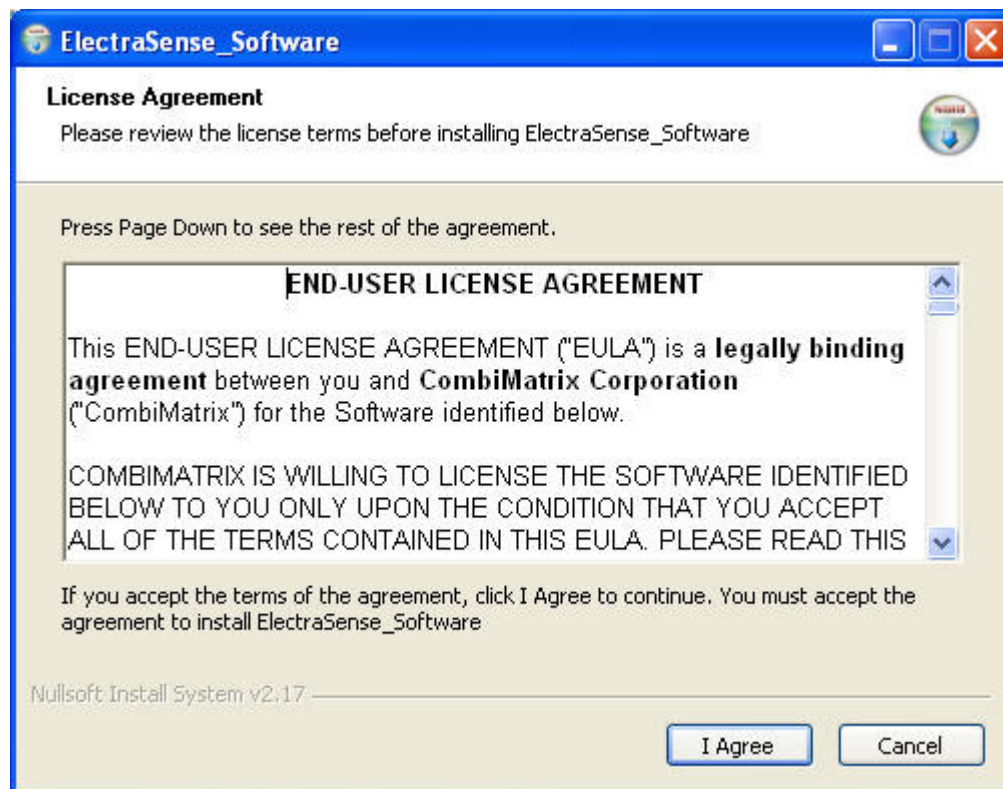 ElectraSense_Software
License Agreement
Please review the license terms before installing ElectraSense_Software
Press Page Down to see the rest of the agreement.
END-USER LICENSE AGREEMENT
This END-USER LICENSE AGREEMENT ("EULA") is a legally binding
agreement between you and CombiMatrix Corporation
("CombiMatrix") for the Software identified below.
COMBIMATRIX IS WILLING TO LICENSE THE SOFTWARE IDENTIFIED
BELOW TO YOU ONLY UPON THE CONDITION THAT YOU ACCEPT
ALL OF THE TERMS CONTAINED IN THIS EULA. PLEASE READ THIS
If you accept the terms of the agreement, click I Agree to continue. You must accept the
agreement to install ElectraSense_Software
Nullsoft Install System v2.17
I Agree
Cancel